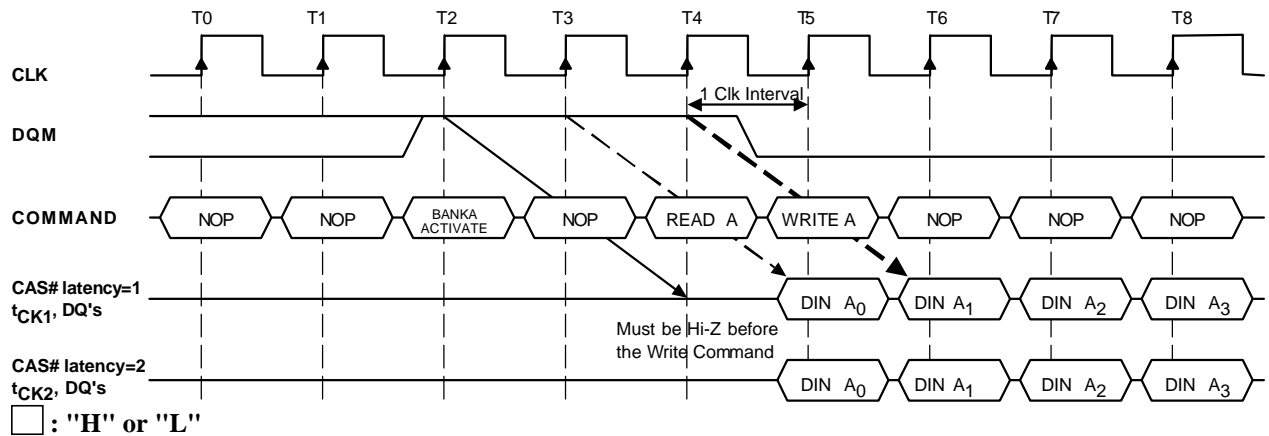 T0 T1 T2 T3 T4 T5 T6 T7 T8
CLK
1 Clk Interval
DQM
COMMAND
NOP NOP BANKA ACTIVATE NOP READ A WRITE A NOP NOP NOP
CAS# latency=1
tCK1, DQ's
DIN A0 DIN A1 DIN A2 DIN A3
Must be Hi-Z before
the Write Command
CAS# latency=2
tCK2, DQ's
DIN A0 DIN A1 DIN A2 DIN A3
: "H" or "L"